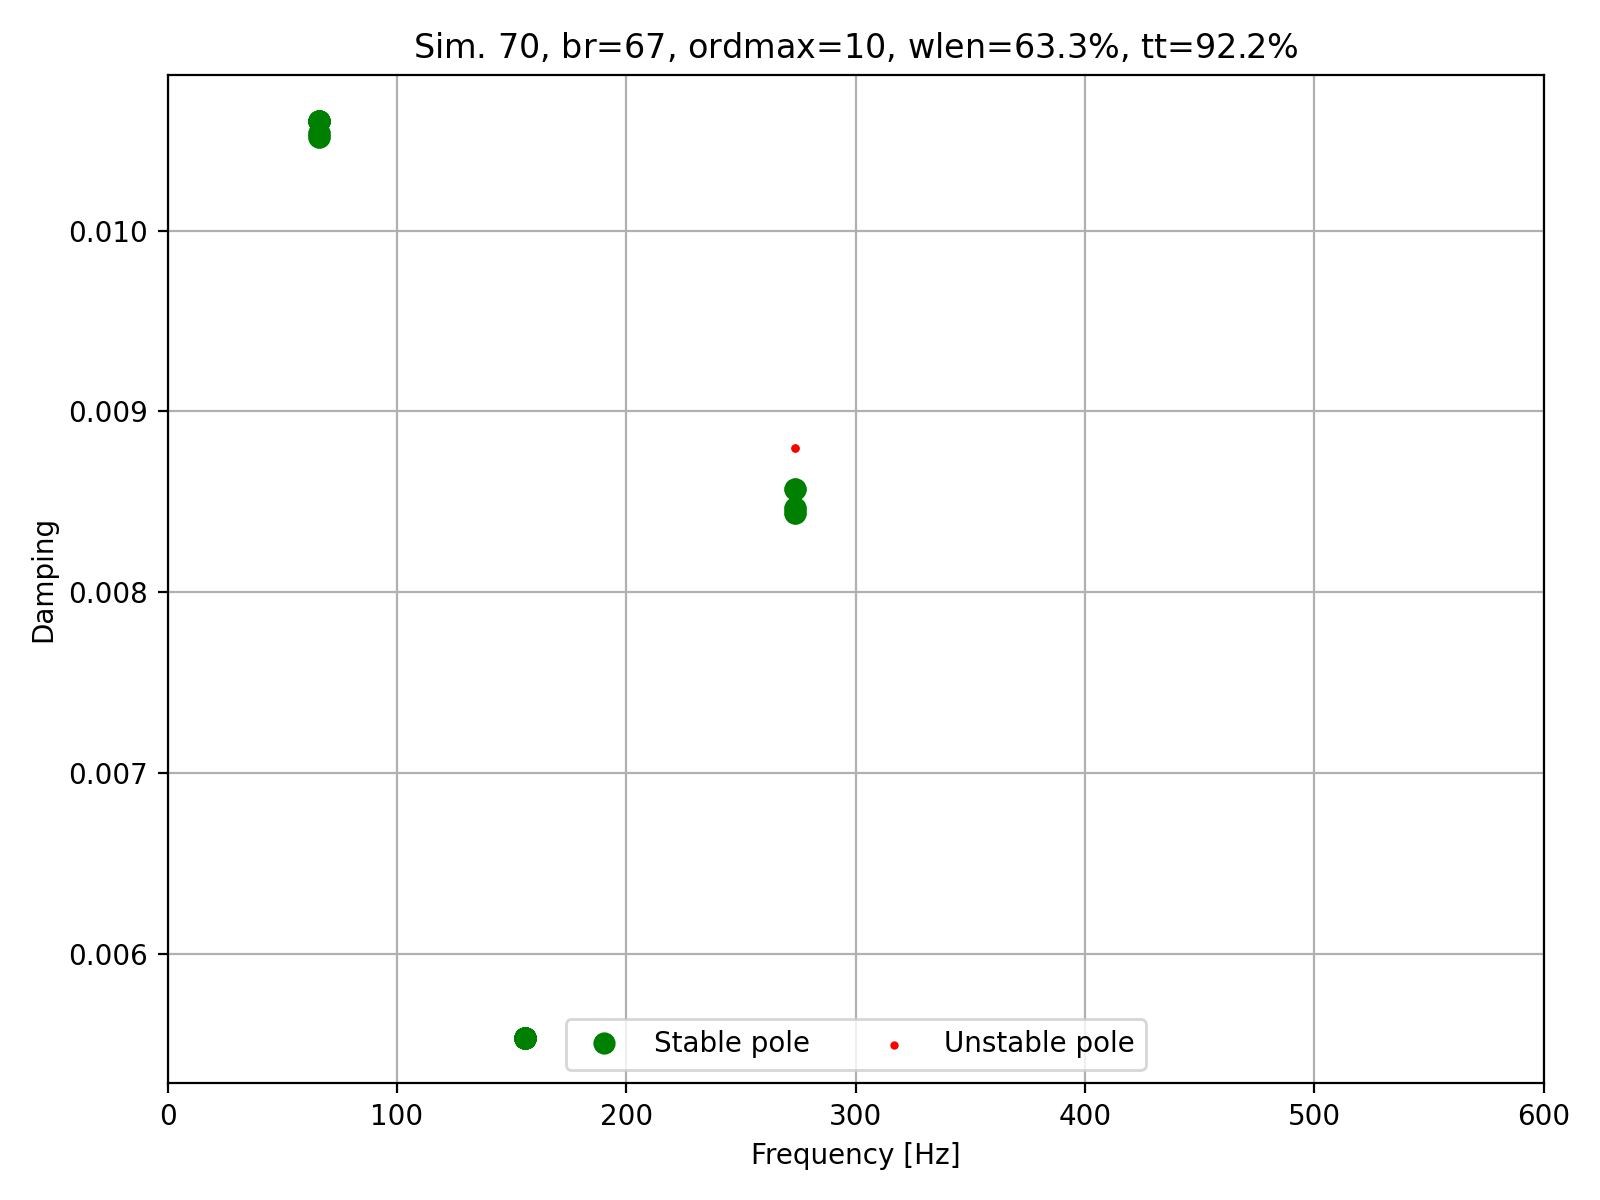 Sim. 70, br=67, ordmax=10, wlen=63.3%, tt=92.2%
0.010
0.009
0.008
0.007
0.006
Damping
Stable pole
Unstable pole
0
100
200
300
400
500
600
Frequency [Hz]